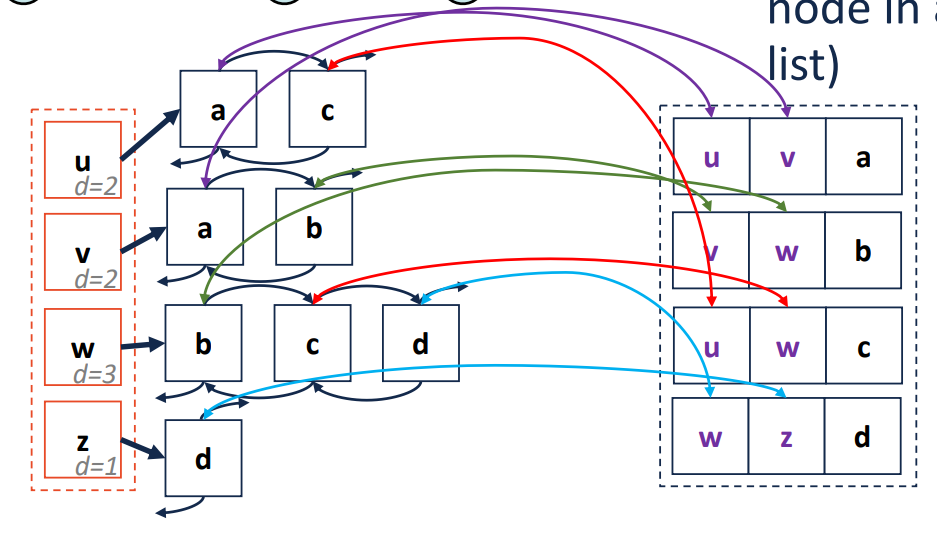 node in a
list)
a c
u v a
u
d=2
a b
v
d=2
v w b
b c d
w
d=3
u w c
z
d=1
d
w z d